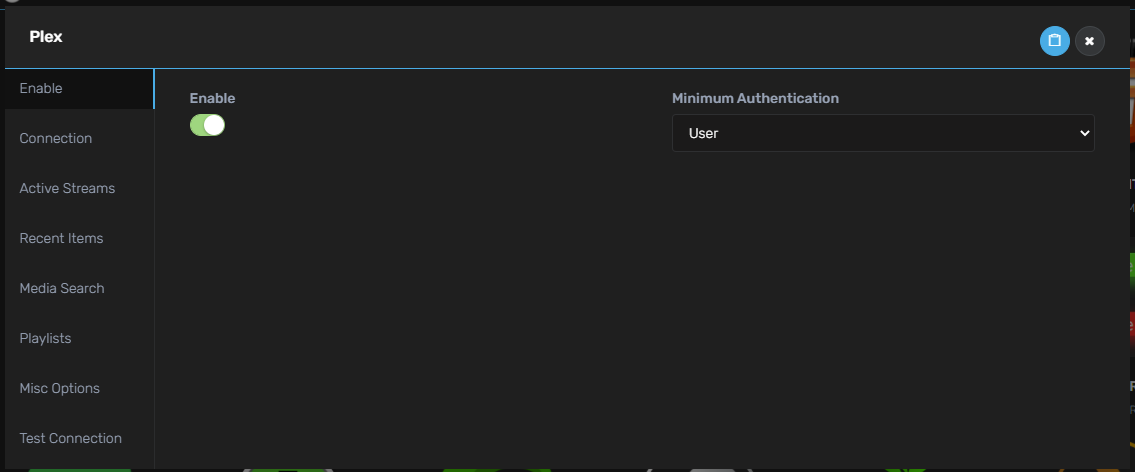 Plex
Enable
Connection
Active Streams
Recent Items
Media Search
Playlists
Misc Options
Test Connection
Enable
Minimum Authentication
User